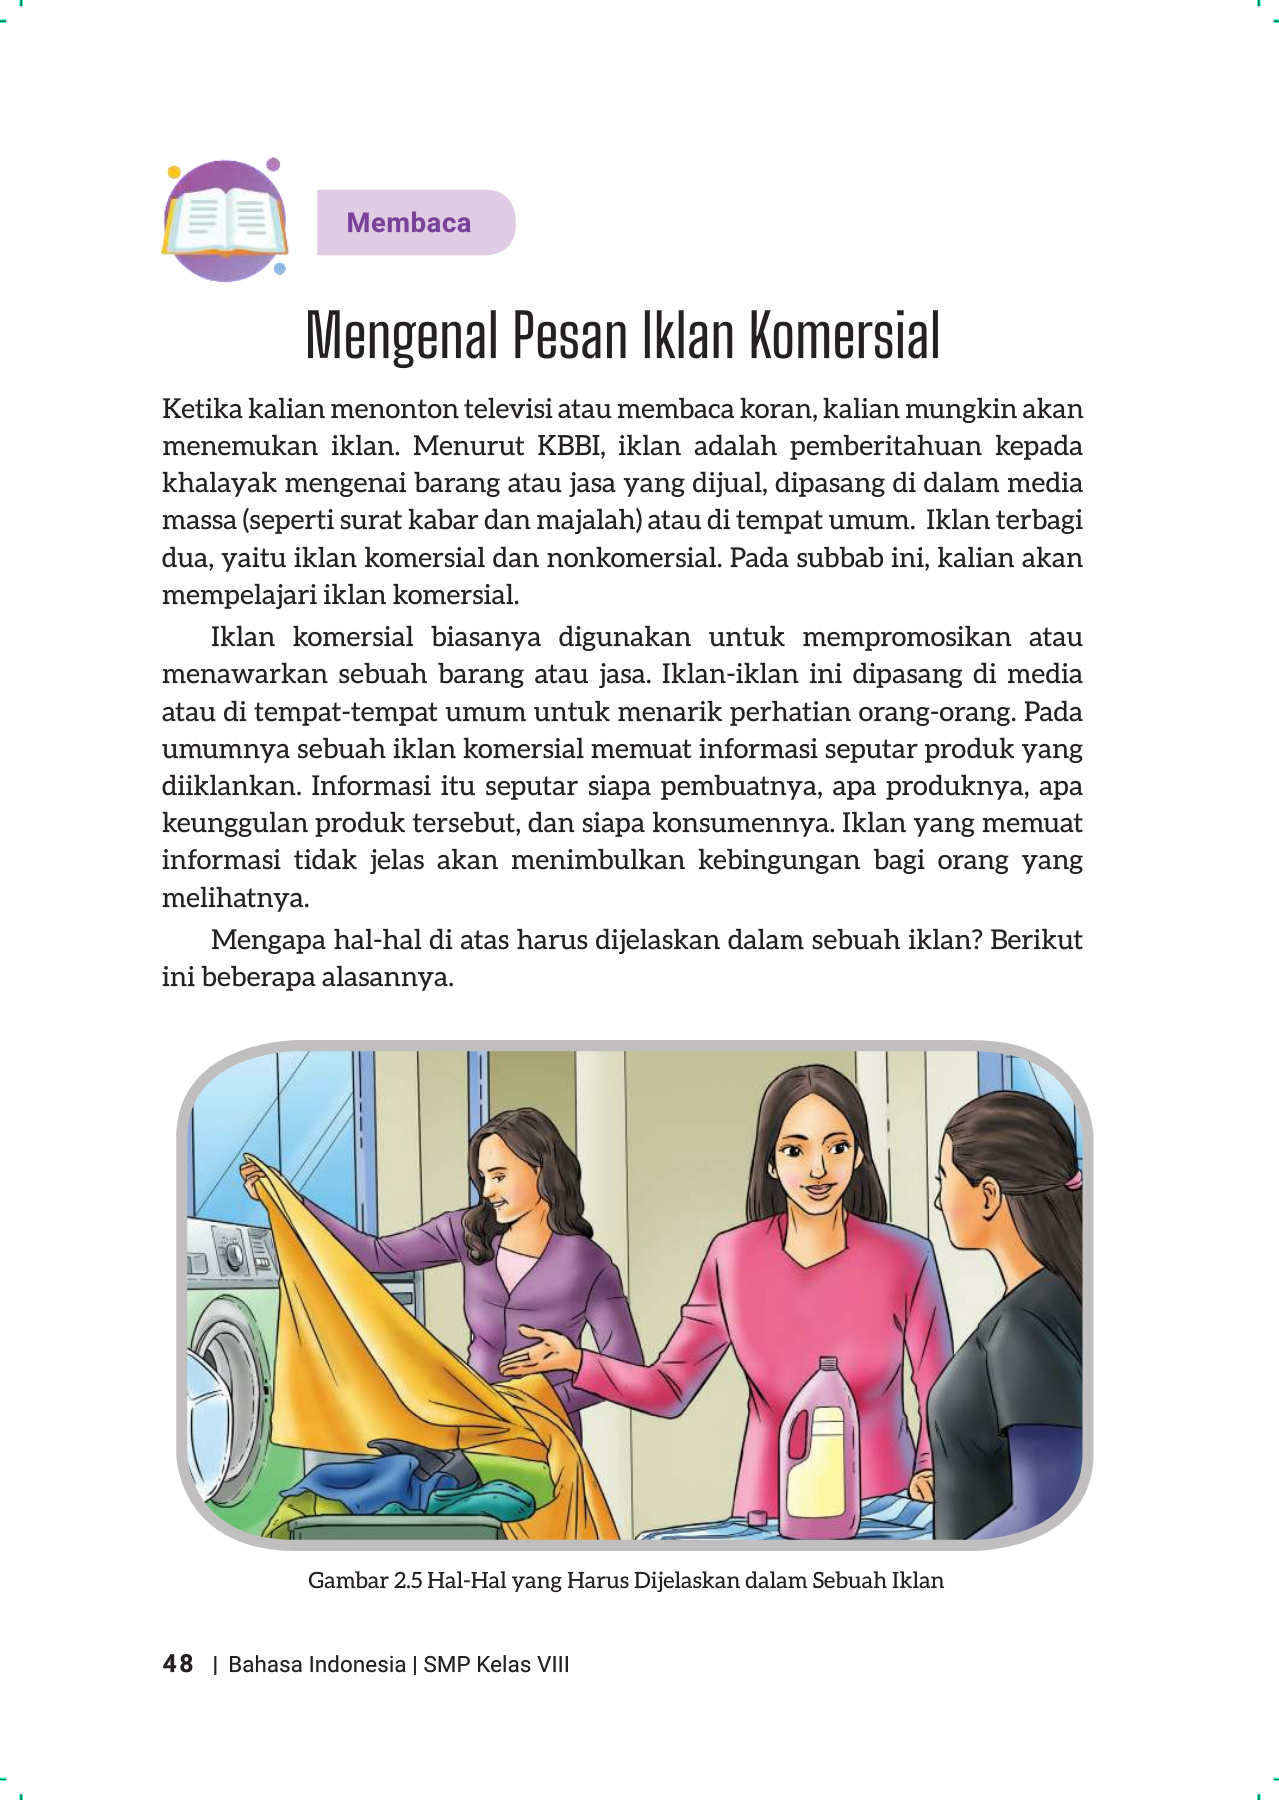 Membaca
Mengenal Pesan Iklan Komersial
Ketika kalian menonton televisi atau membaca koran, kalian mungkin akan
menemukan iklan. Menurut KBBI, iklan adalah pemberitahuan kepada
khalayak mengenai barang atau jasa yang dijual, dipasang di dalam media
massa (seperti surat kabar dan majalah) atau di tempat umum. Iklan terbagi
dua, yaitu iklan komersial dan nonkomersial. Pada subbab ini, kalian akan
mempelajari iklan komersial.
Iklan komersial biasanya digunakan untuk mempromosikan atau
menawarkan sebuah barang atau jasa. Iklan-iklan ini dipasang di media
atau di tempat-tempat umum untuk menarik perhatian orang-orang. Pada
umumnya sebuah iklan komersial memuat informasi seputar produk yang
diiklankan. Informasi itu seputar siapa pembuatnya, apa produknya, apa
keunggulan produk tersebut, dan siapa konsumennya. Iklan yang memuat
informasi tidak jelas akan menimbulkan kebingungan bagi orang yang
melihatnya.
Mengapa hal-hal di atas harus dijelaskan dalam sebuah iklan? Berikut
ini beberapa alasannya.
Gambar 2.5 Hal-Hal yang Harus Dijelaskan dalam Sebuah Iklan
48 | Bahasa Indonesia | SMP Kelas VIII